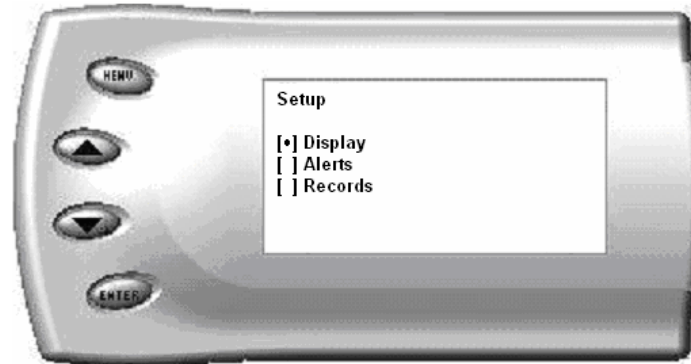 MENU
Setup
[•] Display
[ ] Alerts
[ ] Records
ENTER